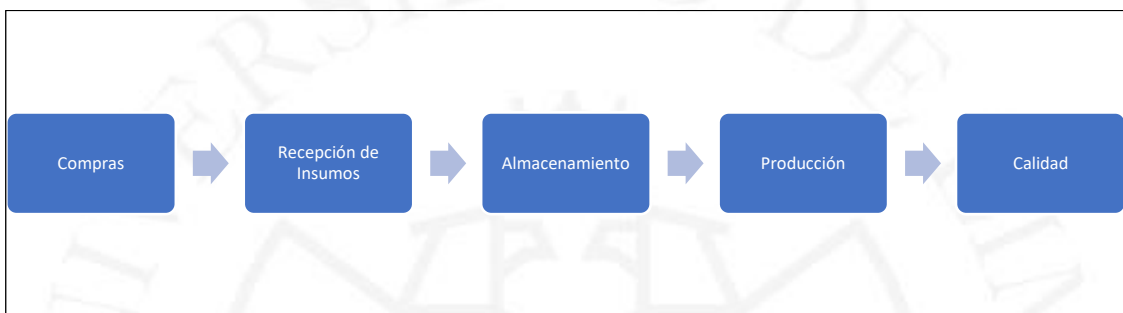 Compras
Recepción de
Insumos
Almacenamiento
Producción
Calidad